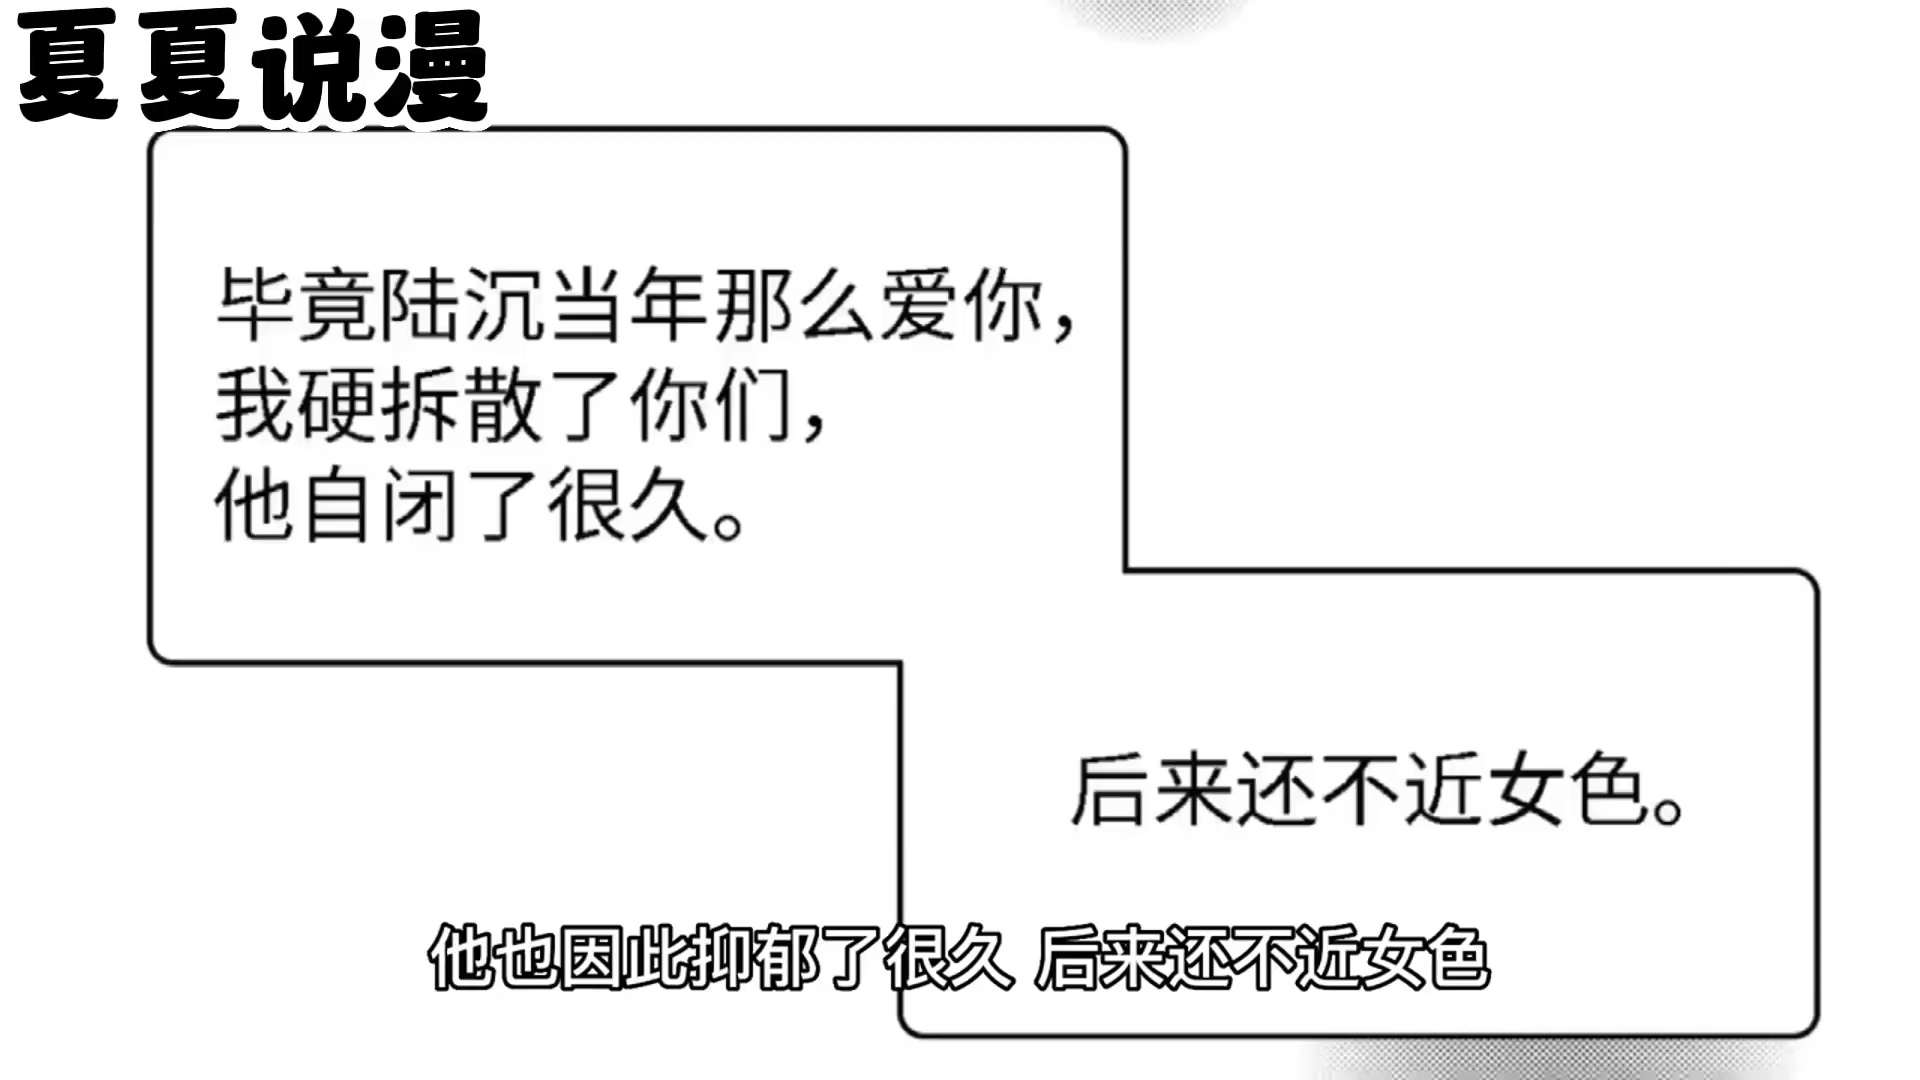 夏夏说漫
毕竟陆沉当年那么爱你，
我硬拆散了你们，
他自闭了很久。
后来还不近女色。
他也因此抑郁了很久 后来还不近女色